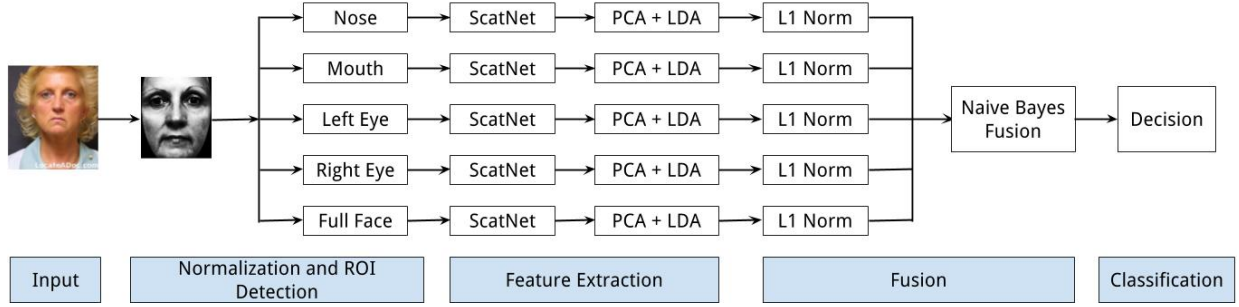 Nose
ScatNet
PCA + LDA
L1 Norm
Mouth
ScatNet
PCA + LDA
L1 Norm
Left Eye
ScatNet
PCA + LDA
L1 Norm
Naive Bayes
Fusion
Decision
Right Eye
ScatNet
PCA + LDA
L1 Norm
LocateADoc.com
Full Face
ScatNet
PCA + LDA
L1 Norm
Input
Normalization and ROI
Detection
Feature Extraction
Fusion
Classification